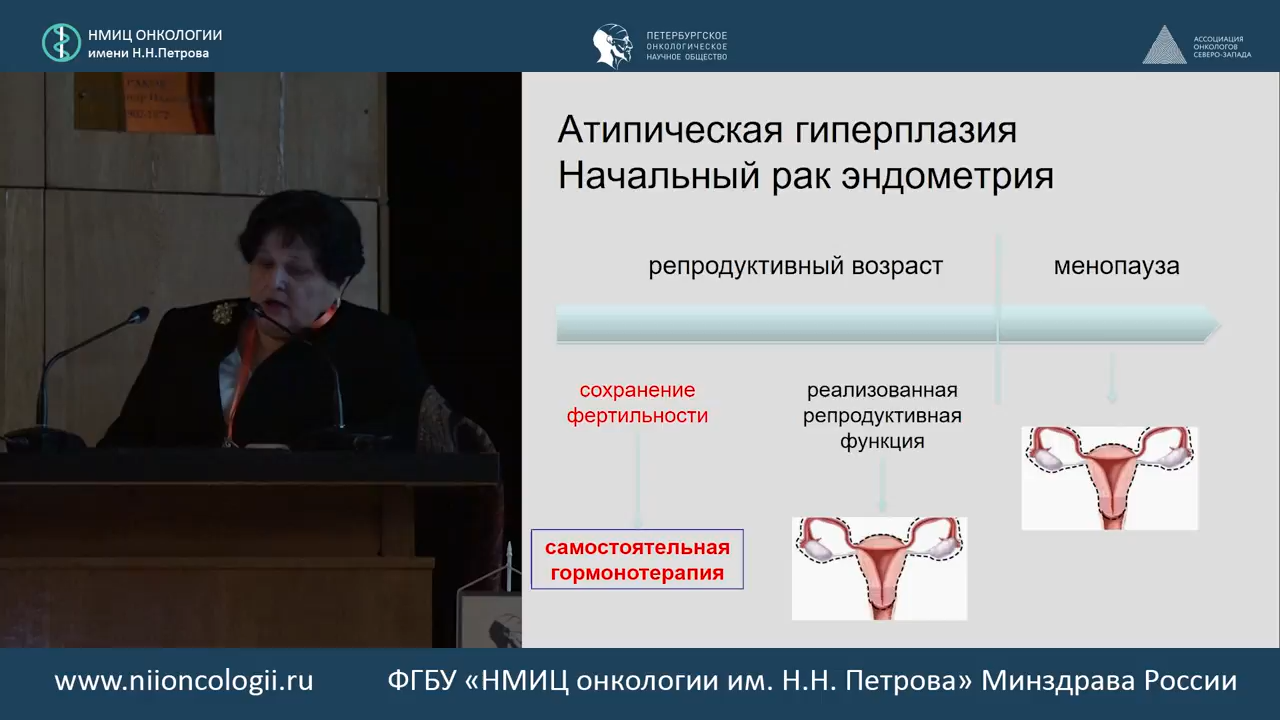 НМИЦ ОНКОЛОГИИ
имени Н.Н.Петрова
ПЕТЕРБУРГСКОЕ
ОНКОЛОГИЧЕСКОЕ
НАУЧНОЕ ОБЩЕСТВО
АССОЦИАЦИЯ
ОНКОЛОГОВ
СЕВЕРО-ЗАПАДА
Атипическая гиперплазия
Начальный рак эндометрия
репродуктивный возраст
менопауза
сохранение
фертильности
реализованная
репродуктивная
функция
самостоятельная
гормонотерапия
www.niioncologii.ru
ФГБУ «НМИЦ онкологии им. Н.Н. Петрова» Минздрава России